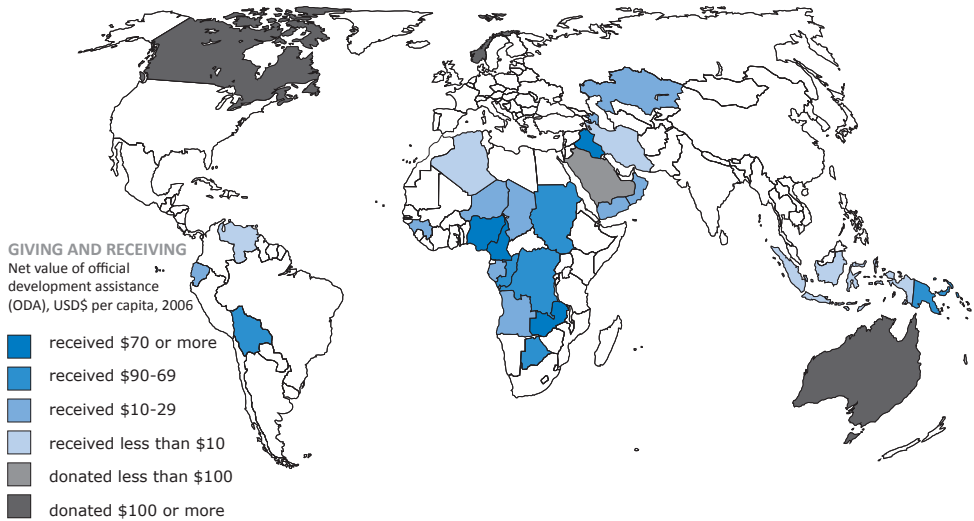 GIVING AND RECEIVING
Net value of official
development assistance
(ODA), USD$ per capita, 2006
received $70 or more
received $90-69
received $10-29
received less than $10
donated less than $100
donated $100 or more